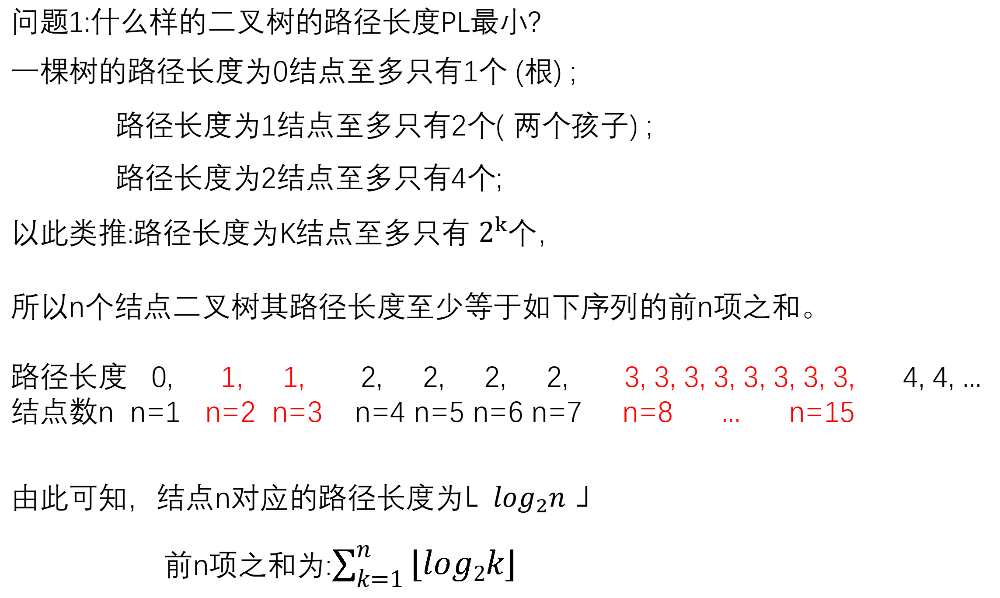 问题1:什么样的二叉树的路径长度PL最小?
一棵树的路径长度为0结点至多只有1个 (根) ;
路径长度为1结点至多只有2个( 两个孩子) ;
路径长度为2结点至多只有4个;
以此类推:路径长度为K结点至多只有 2^k个,
所以n个结点二叉树其路径长度至少等于如下序列的前n项之和。
路径长度 0, 1, 1, 2, 2, 2, 2, 3, 3, 3, 3, 3, 3, 3, 3, 4, 4, ...
结点数n n=1 n=2 n=3 n=4 n=5 n=6 n=7 n=8 ... n=15
由此可知, 结点n对应的路径长度为└ log₂n ┘
前n项之和为:∑_{k=1}^{n} ⌊log₂k⌋